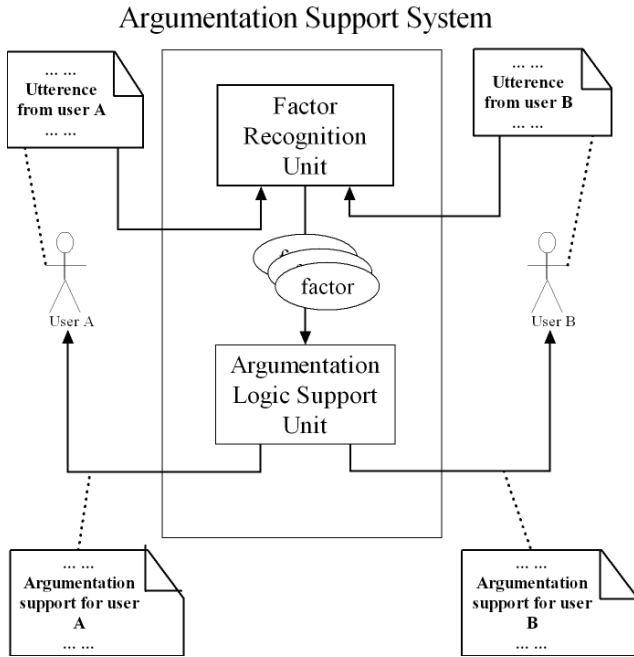 Argumentation Support System
... ...
Utterence
from user A
... ...
... ...
Utterence
from user B
... ...
Factor
Recognition
Unit
f
f
factor
User A
User B
Argumentation
Logic Support
Unit
... ...
Argumentation
support for user
A
... ...
... ...
Argumentation
support for user
B
... ...